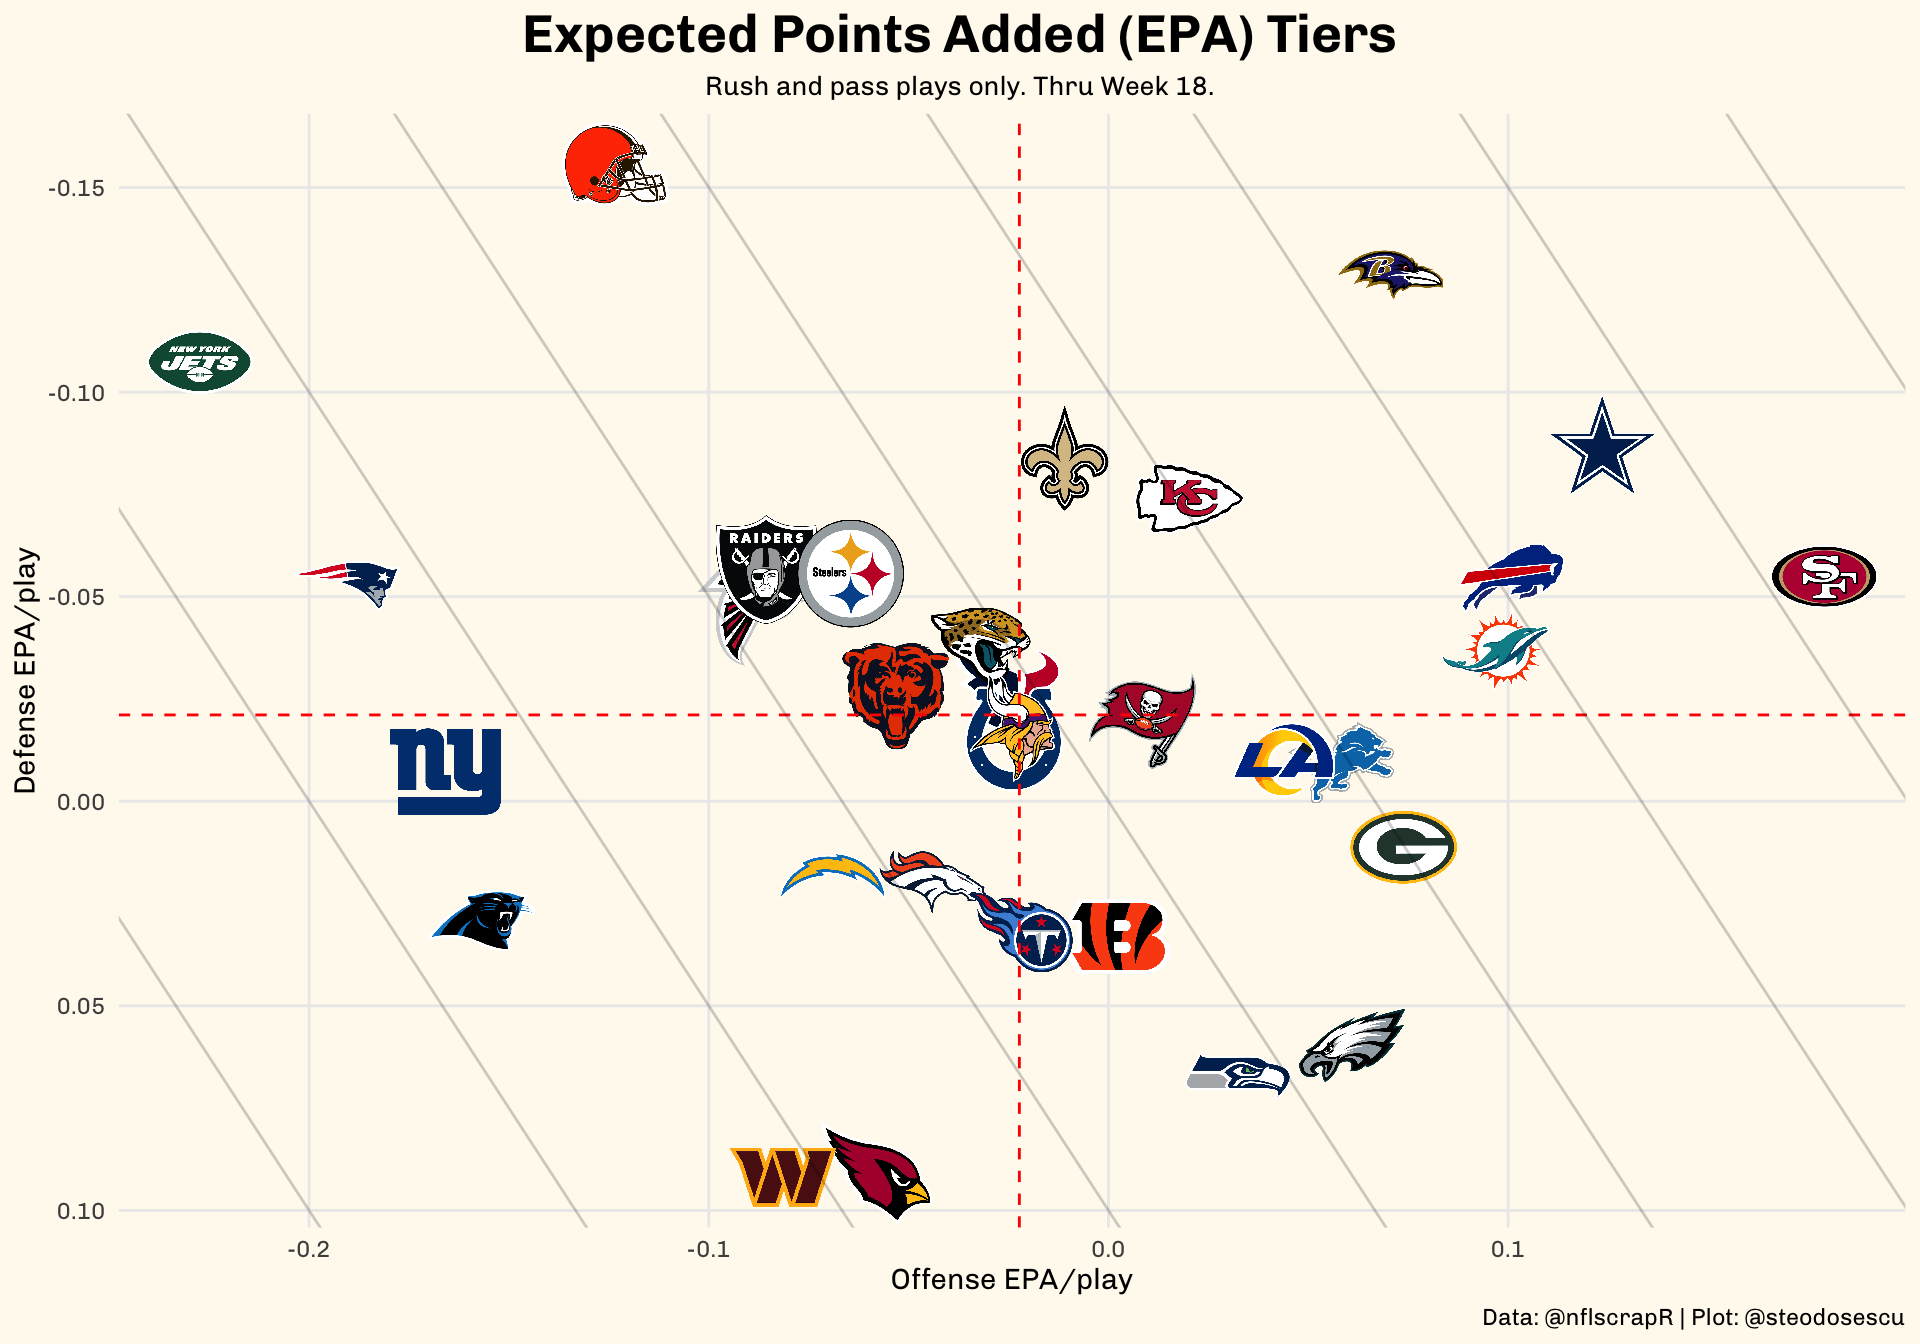 Expected Points Added (EPA) Tiers
Rush and pass plays only. Thru Week 18.
Defense EPA/play
-0.15
-0.10
-0.05
0.00
0.05
0.10
B
NEW YORK
JETS
KC
RAIDERS
Steelers
SF
ny
LA
G
T
B
W
-0.2
-0.1
0.0
0.1
Offense EPA/play
Data: @nflscrapR | Plot: @steodosescu